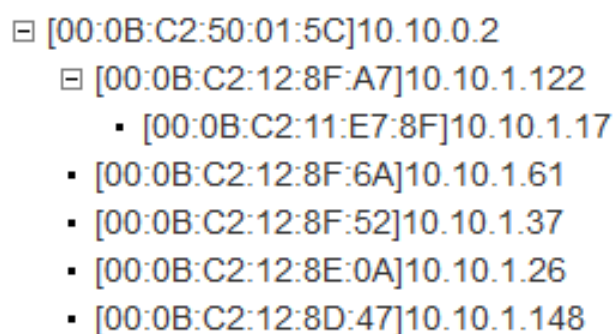 [00:0B:C2:50:01:5C]10.10.0.2
[00:0B:C2:12:8F:A7]10.10.1.122
[00:0B:C2:11:E7:8F]10.10.1.17
[00:0B:C2:12:8F:6A]10.10.1.61
[00:0B:C2:12:8F:52]10.10.1.37
[00:0B:C2:12:8E:0A]10.10.1.26
[00:0B:C2:12:8D:47]10.10.1.148